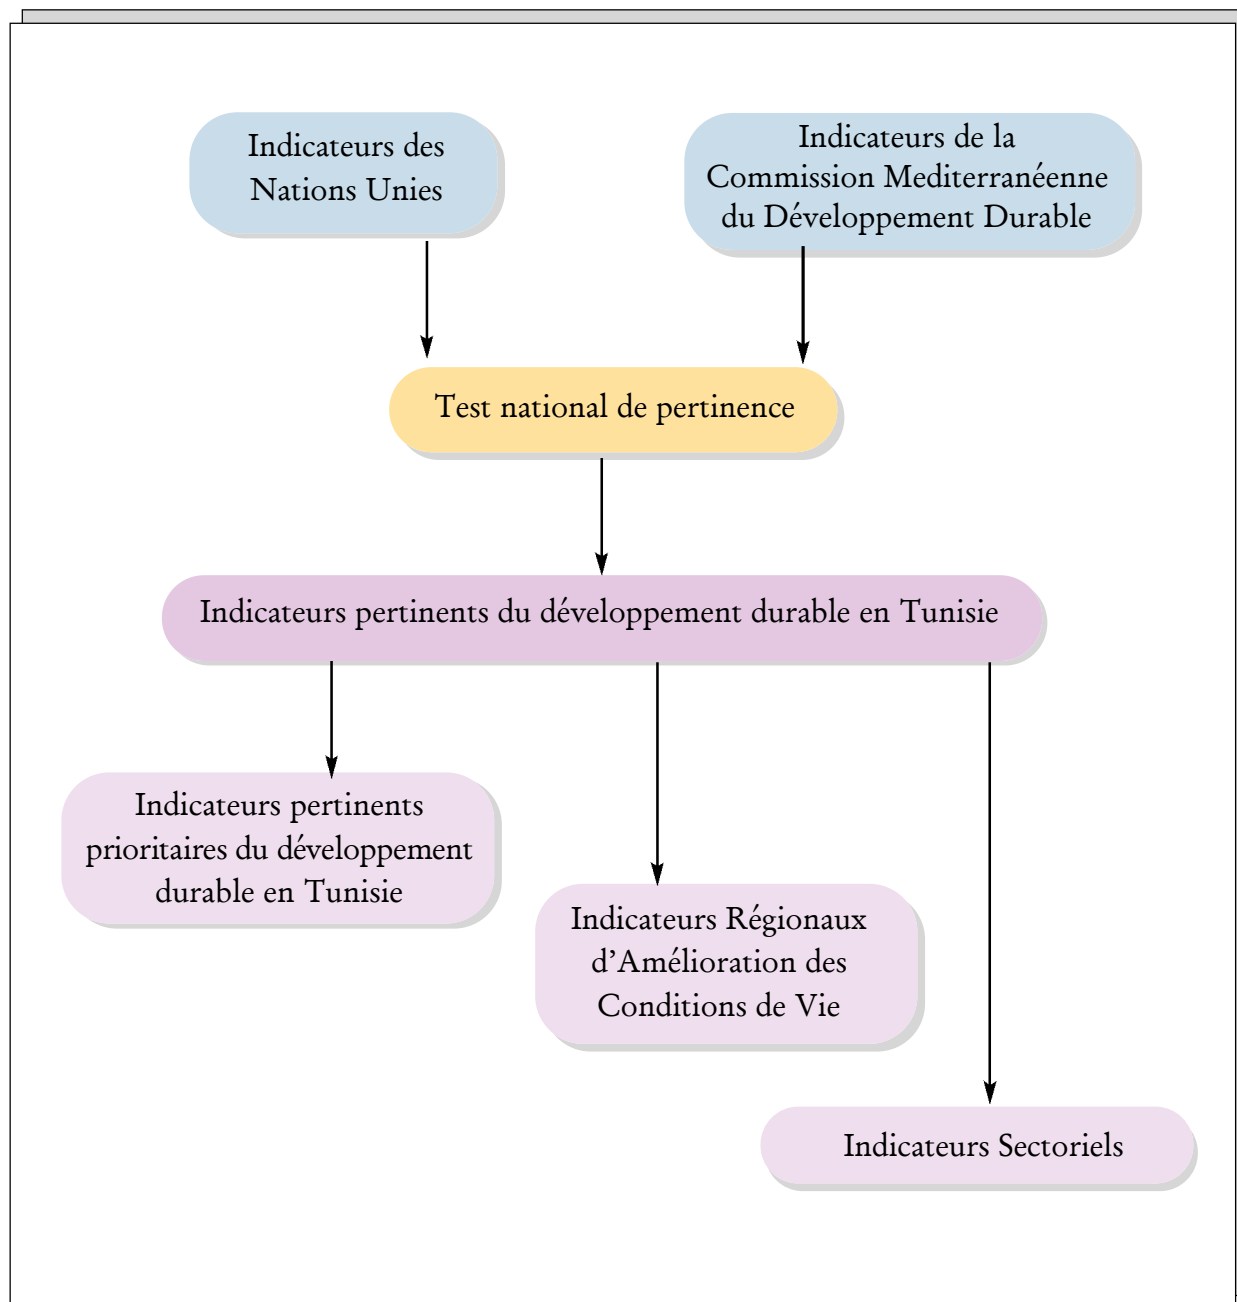 Indicateurs des
Nations Unies
Indicateurs de la
Commission Mediterranéenne
du Développement Durable
Test national de pertinence
Indicateurs pertinents du développement durable en Tunisie
Indicateurs pertinents
prioritaires du développement
durable en Tunisie
Indicateurs Régionaux
d’Amélioration des
Conditions de Vie
Indicateurs Sectoriels